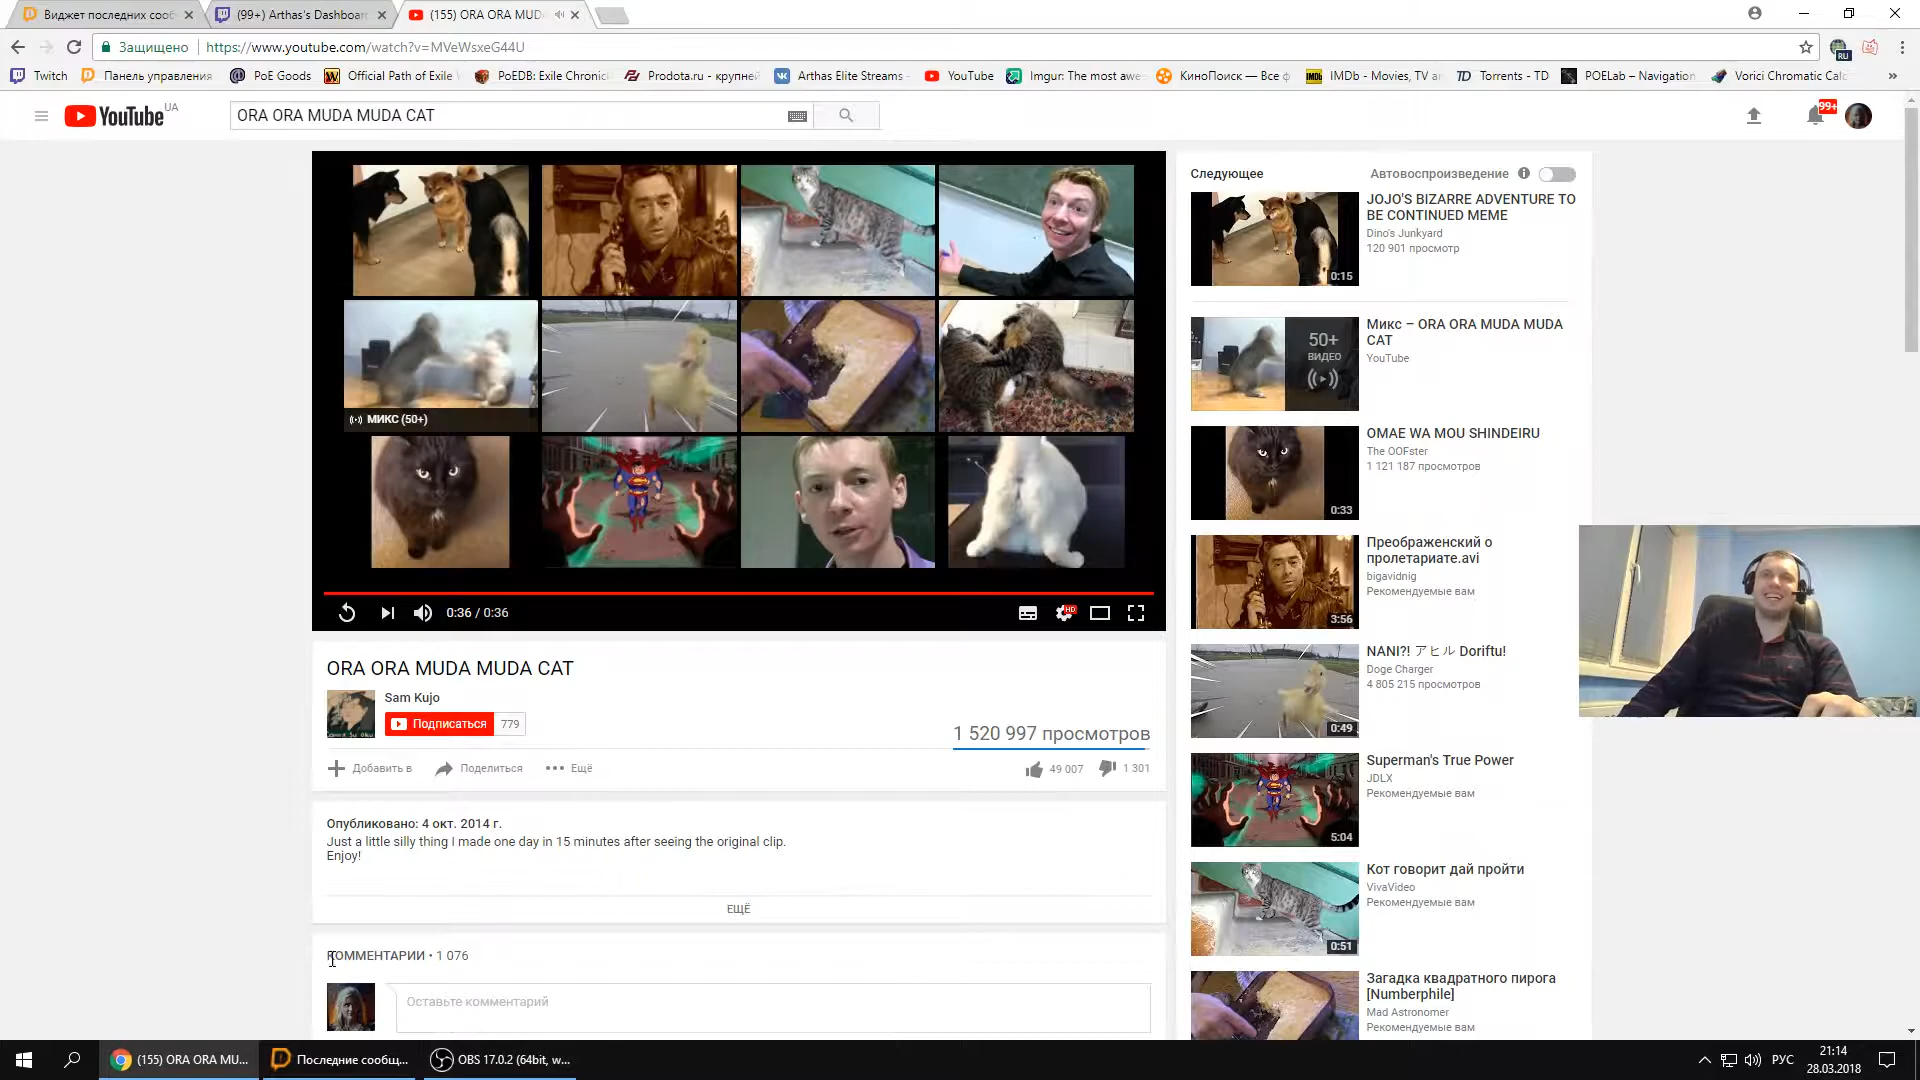 Виджет последних сооб
(99+) Arthas's Dashboar
(155) ORA ORA MUD
Защищено
https://www.youtube.com/watch?v=MVeWsxeG44U
Twitch
Панель управления
PoE Goods
Official Path of Exile
PoEDB: Exile Chronic
Prodota.ru - крупней
Arthas Elite Streams -
YouTube
Imgur: The most awe
КиноПоиск — Все ф
IMDb - Movies, TV a
Torrents - TD
POELab – Navigation
Vorici Chromatic Calc
»
YouTube UA
ORA ORA MUDA MUDA CAT
99+
МИКС (50+)
0:36 / 0:36
HD
ORA ORA MUDA MUDA CAT
Sam Kujo
Подписаться 779
1 520 997 просмотров
Добавить в
Поделиться
Ещё
49 007
1 301
Опубликовано: 4 окт. 2014 г.
Just a little silly thing I made one day in 15 minutes after seeing the original clip.
Enjoy!
ЕЩЁ
КОММЕНТАРИИ • 1 076
Оставьте комментарий
Следующее
Автовоспроизведение
JOJO'S BIZARRE ADVENTURE TO
BE CONTINUED MEME
Dino's Junkyard
120 901 просмотр
0:15
Микс – ORA ORA MUDA MUDA
CAT
YouTube
50+
ВИДЕО
OMAE WA MOU SHINDEIRU
The OOFster
1 121 187 просмотров
0:33
Преображенский о
пролетариате.avi
bigavidnig
Рекомендуемые вам
3:56
NANI?! アヒル Doriftu!
Doge Charger
4 805 215 просмотров
0:49
Superman's True Power
JDLX
Рекомендуемые вам
5:04
Кот говорит дай пройти
VivaVideo
Рекомендуемые вам
0:51
Загадка квадратного пирога
[Numberphile]
Mad Astronomer
Рекомендуемые вам
(155) ORA ORA MU...
Последние сообщ...
OBS 17.0.2 (64bit, w...
РУС
21:14
28.03.2018